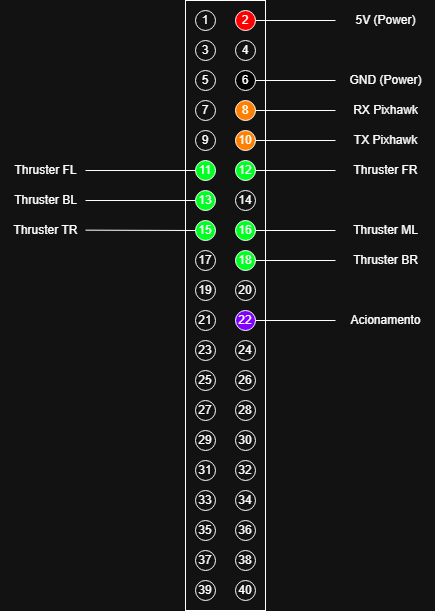 1 2 5V (Power)
3 4
5 6 GND (Power)
7 8 RX Pixhawk
9 10 TX Pixhawk
Thruster FL 11 12 Thruster FR
Thruster BL 13 14
Thruster TR 15 16 Thruster ML
17 18 Thruster BR
19 20
21 22 Acionamento
23 24
25 26
27 28
29 30
31 32
33 34
35 36
37 38
39 40